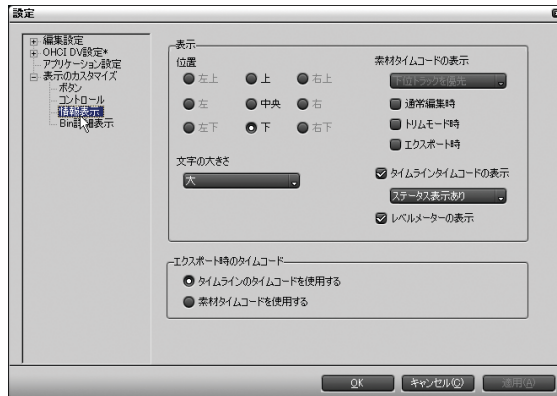 設定
編集設定
OHCI DV設定*
アプリケーション設定
表示のカスタマイズ
ボタン
コントロール
情報表示
Bin詳細表示
表示
位置
左上
上
右上
左
中央
右
左下
下
右下
文字の大きさ
大
素材タイムコードの表示
下位トラックを優先
通常編集時
トリムモード時
エクスポート時
タイムラインタイムコードの表示
ステータス表示あり
レベルメーターの表示
エクスポート時のタイムコード
タイムラインのタイムコードを使用する
素材タイムコードを使用する
OK
キャンセル(C)
適用(A)